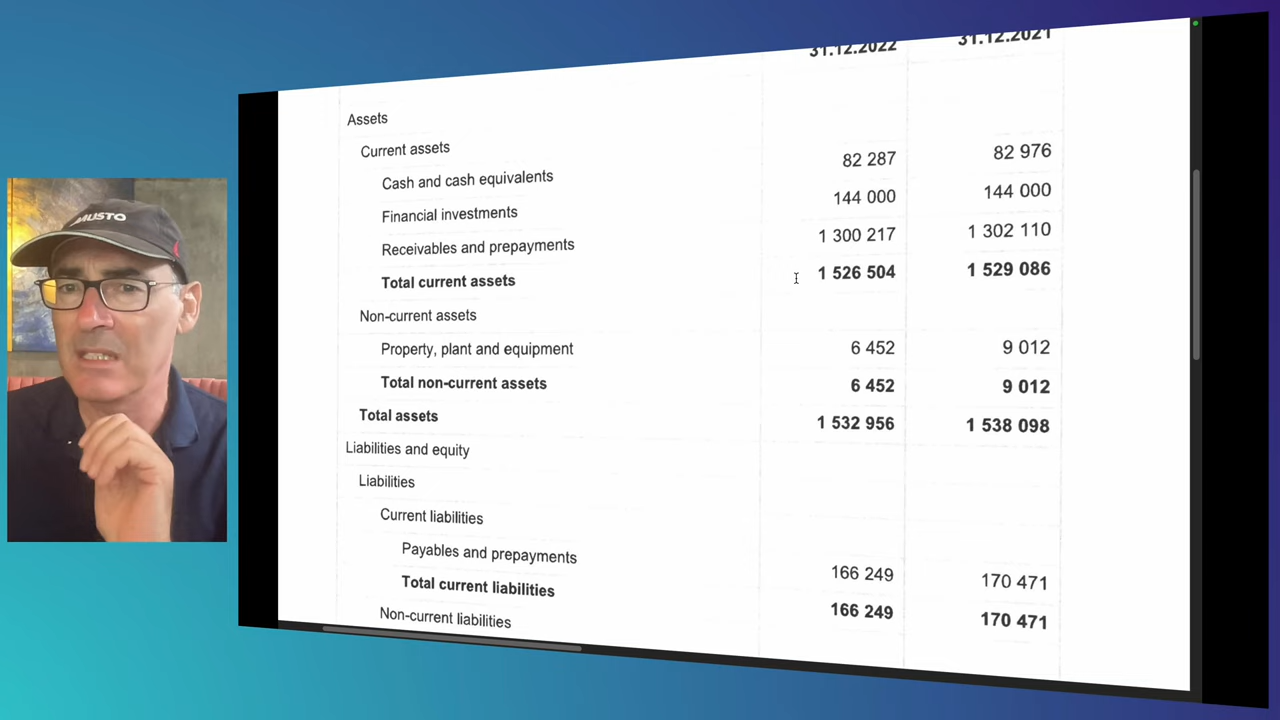 31.12.2022 31.12.2021
Assets
Current assets
Cash and cash equivalents 82 287 82 976
Financial investments 144 000 144 000
Receivables and prepayments 1 300 217 1 302 110
Total current assets 1 526 504 1 529 086
Non-current assets
Property, plant and equipment 6 452 9 012
Total non-current assets 6 452 9 012
Total assets 1 532 956 1 538 098
Liabilities and equity
Liabilities
Current liabilities
Payables and prepayments 166 249 170 471
Total current liabilities 166 249 170 471
Non-current liabilities
MUSTO